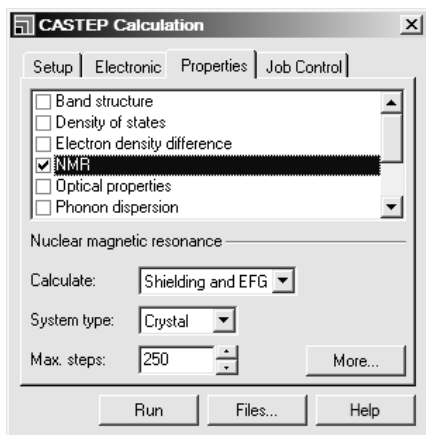 CASTEP Calculation
Setup Electronic Properties Job Control
Band structure
Density of states
Electron density difference
NMR
Optical properties
Phonon dispersion
Nuclear magnetic resonance
Calculate: Shielding and EFG
System type: Crystal
Max. steps: 250 More...
Run Files... Help